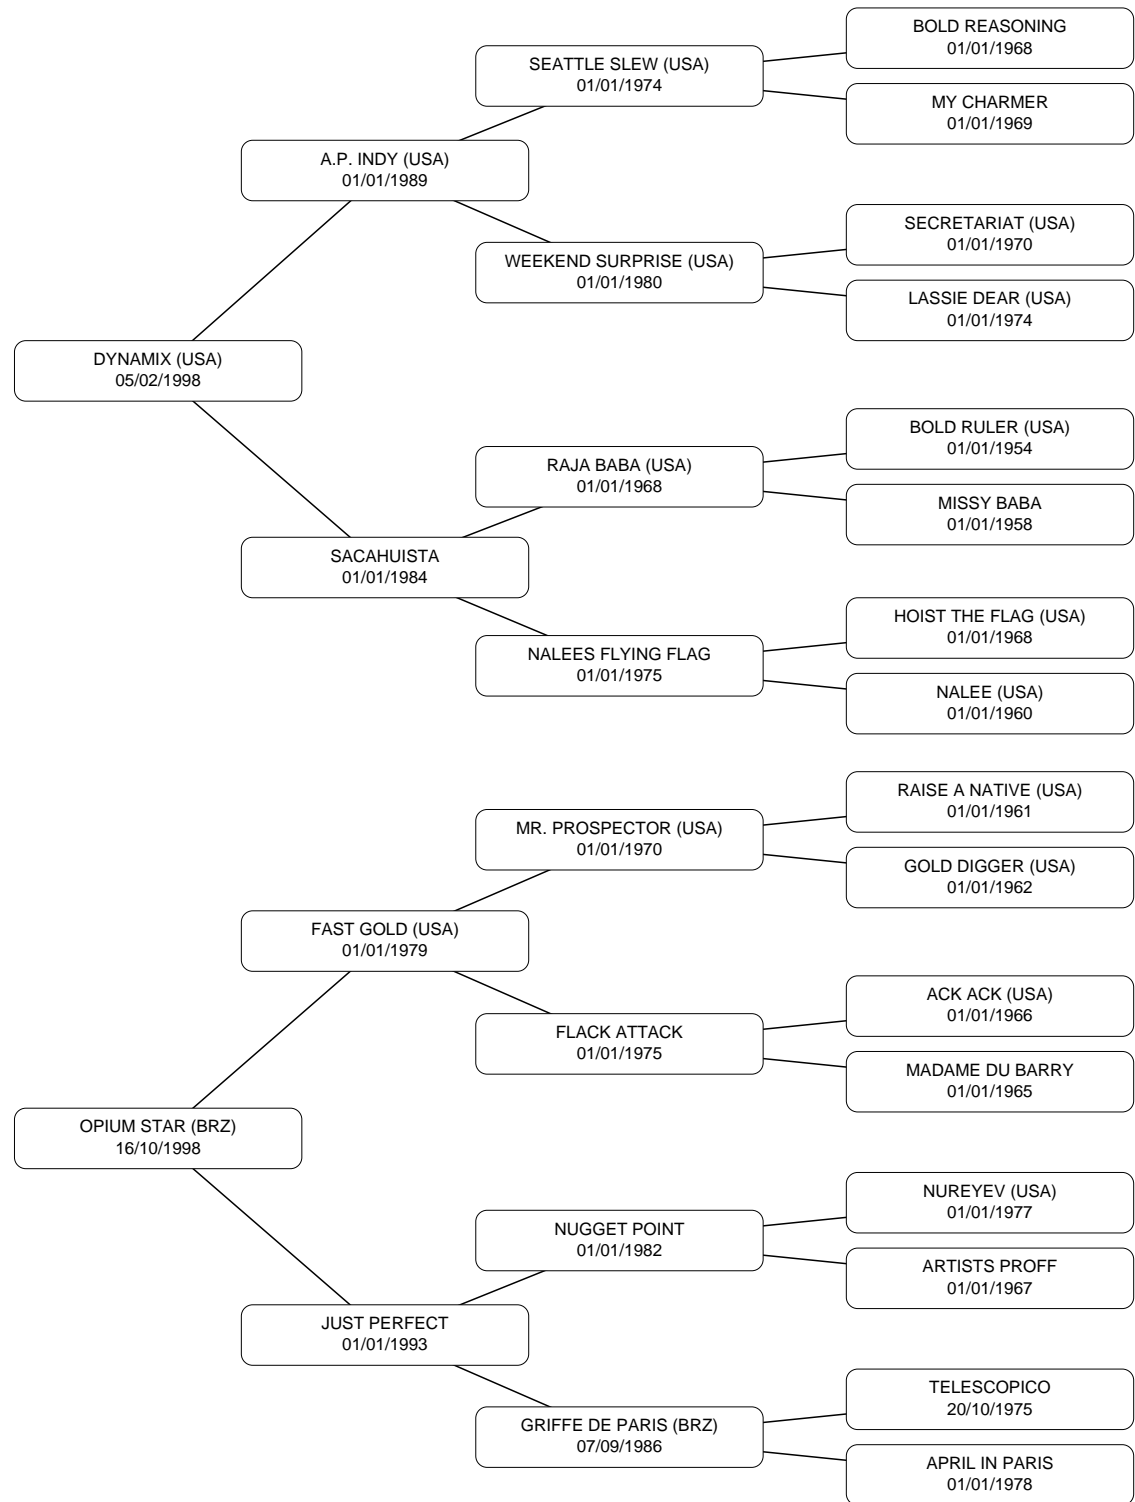 BOLD REASONING
01/01/1968
SEATTLE SLEW (USA)
01/01/1974
MY CHARMER
01/01/1969
A.P. INDY (USA)
01/01/1989
SECRETARIAT (USA)
01/01/1970
WEEKEND SURPRISE (USA)
01/01/1980
LASSIE DEAR (USA)
01/01/1974
DYNAMIX (USA)
05/02/1998
BOLD RULER (USA)
01/01/1954
RAJA BABA (USA)
01/01/1968
MISSY BABA
01/01/1958
SACAHUISTA
01/01/1984
HOIST THE FLAG (USA)
01/01/1968
NALEES FLYING FLAG
01/01/1975
NALEE (USA)
01/01/1960
RAISE A NATIVE (USA)
01/01/1961
MR. PROSPECTOR (USA)
01/01/1970
GOLD DIGGER (USA)
01/01/1962
FAST GOLD (USA)
01/01/1979
ACK ACK (USA)
01/01/1966
FLACK ATTACK
01/01/1975
MADAME DU BARRY
01/01/1965
OPIUM STAR (BRZ)
16/10/1998
NUREYEV (USA)
01/01/1977
NUGGET POINT
01/01/1982
ARTISTS PROFF
01/01/1967
JUST PERFECT
01/01/1993
TELESCOPICO
20/10/1975
GRIFFE DE PARIS (BRZ)
07/09/1986
APRIL IN PARIS
01/01/1978